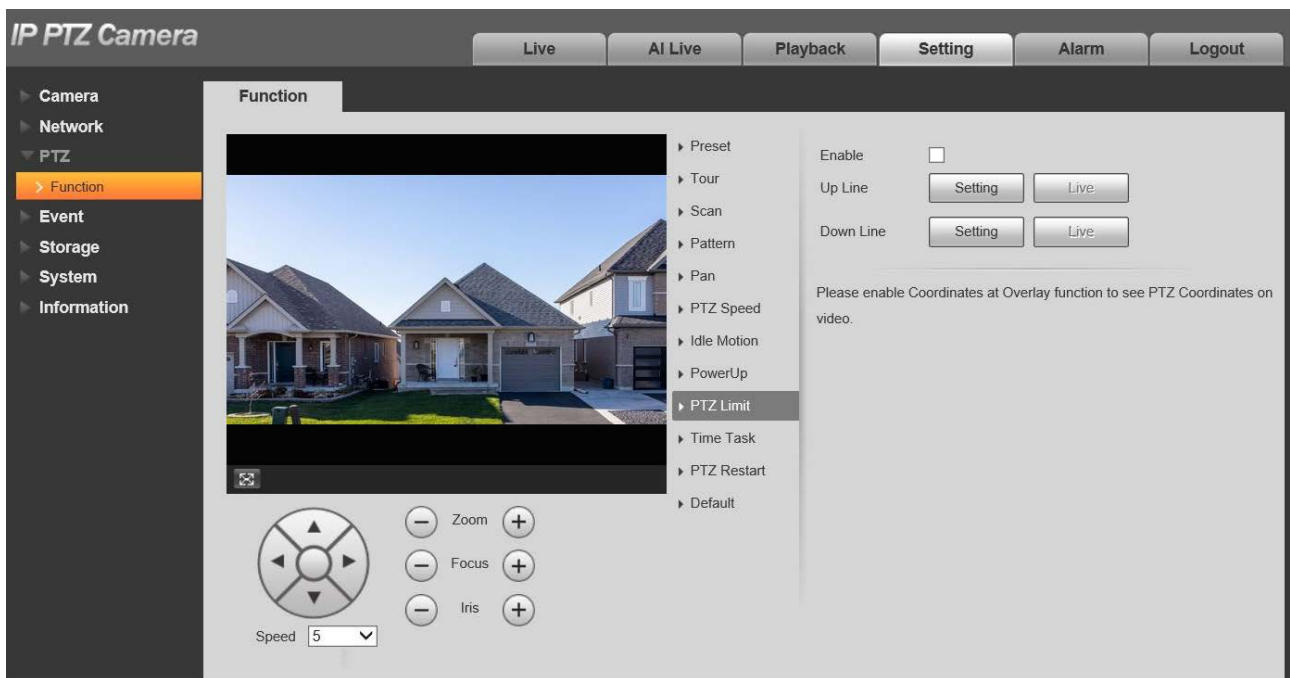 IP PTZ Camera
Live
AI Live
Playback
Setting
Alarm
Logout
Camera
Network
PTZ
Function
Event
Storage
System
Information
Function
Preset
Tour
Scan
Pattern
Pan
PTZ Speed
Idle Motion
PowerUp
PTZ Limit
Time Task
PTZ Restart
Default
Enable
Up Line Setting Live
Down Line Setting Live
Please enable Coordinates at Overlay function to see PTZ Coordinates on
video.
Zoom
Focus
Iris
Speed 5